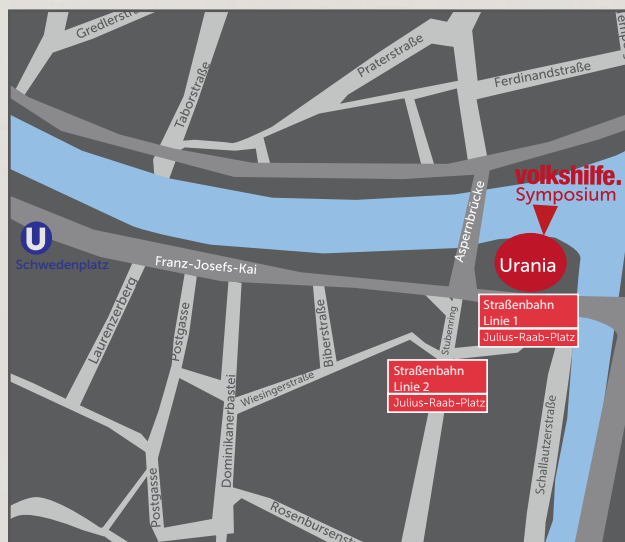 Gredlerstraße
Taborstraße
Praterstraße
Ferdinandstraße
volkshilfe.
Symposium
Aspernbrücke
U
Schwedenplatz
Franz-Josefs-Kai
Urania
Straßenbahn
Linie 1
Julius-Raab-Platz
Laurenzerberg
Postgasse
Biberstraße
Stubenring
Wiesingerstraße
Straßenbahn
Linie 2
Julius-Raab-Platz
Dominikanerbastei
Schallautzerstraße
Postgasse